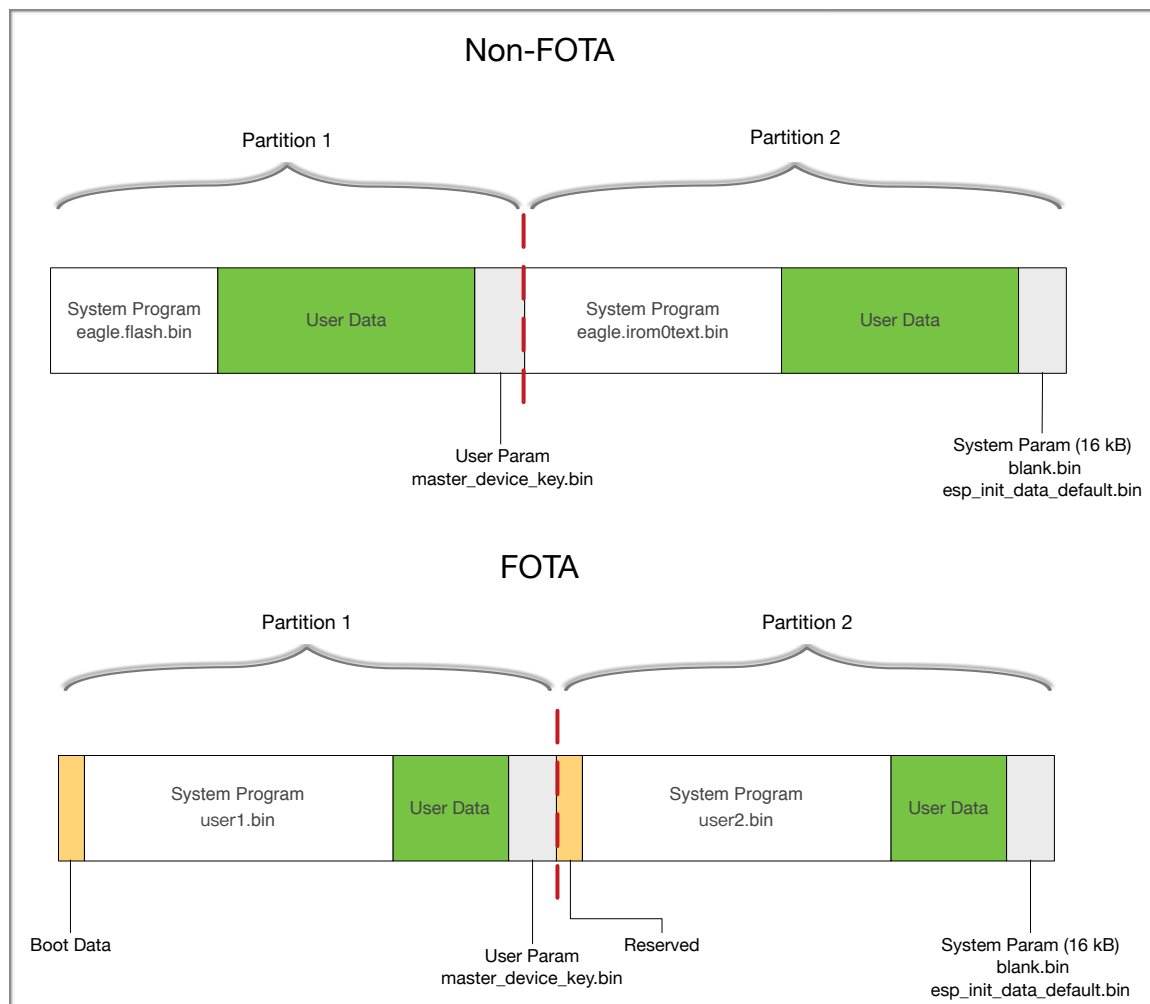 Non-FOTA
Partition 1
Partition 2
System Program
eagle.flash.bin
User Data
System Program
eagle.irom0text.bin
User Data
User Param
master_device_key.bin
System Param (16 kB)
blank.bin
esp_init_data_default.bin
FOTA
Partition 1
Partition 2
System Program
user1.bin
User Data
System Program
user2.bin
User Data
Boot Data
User Param
master_device_key.bin
Reserved
System Param (16 kB)
blank.bin
esp_init_data_default.bin